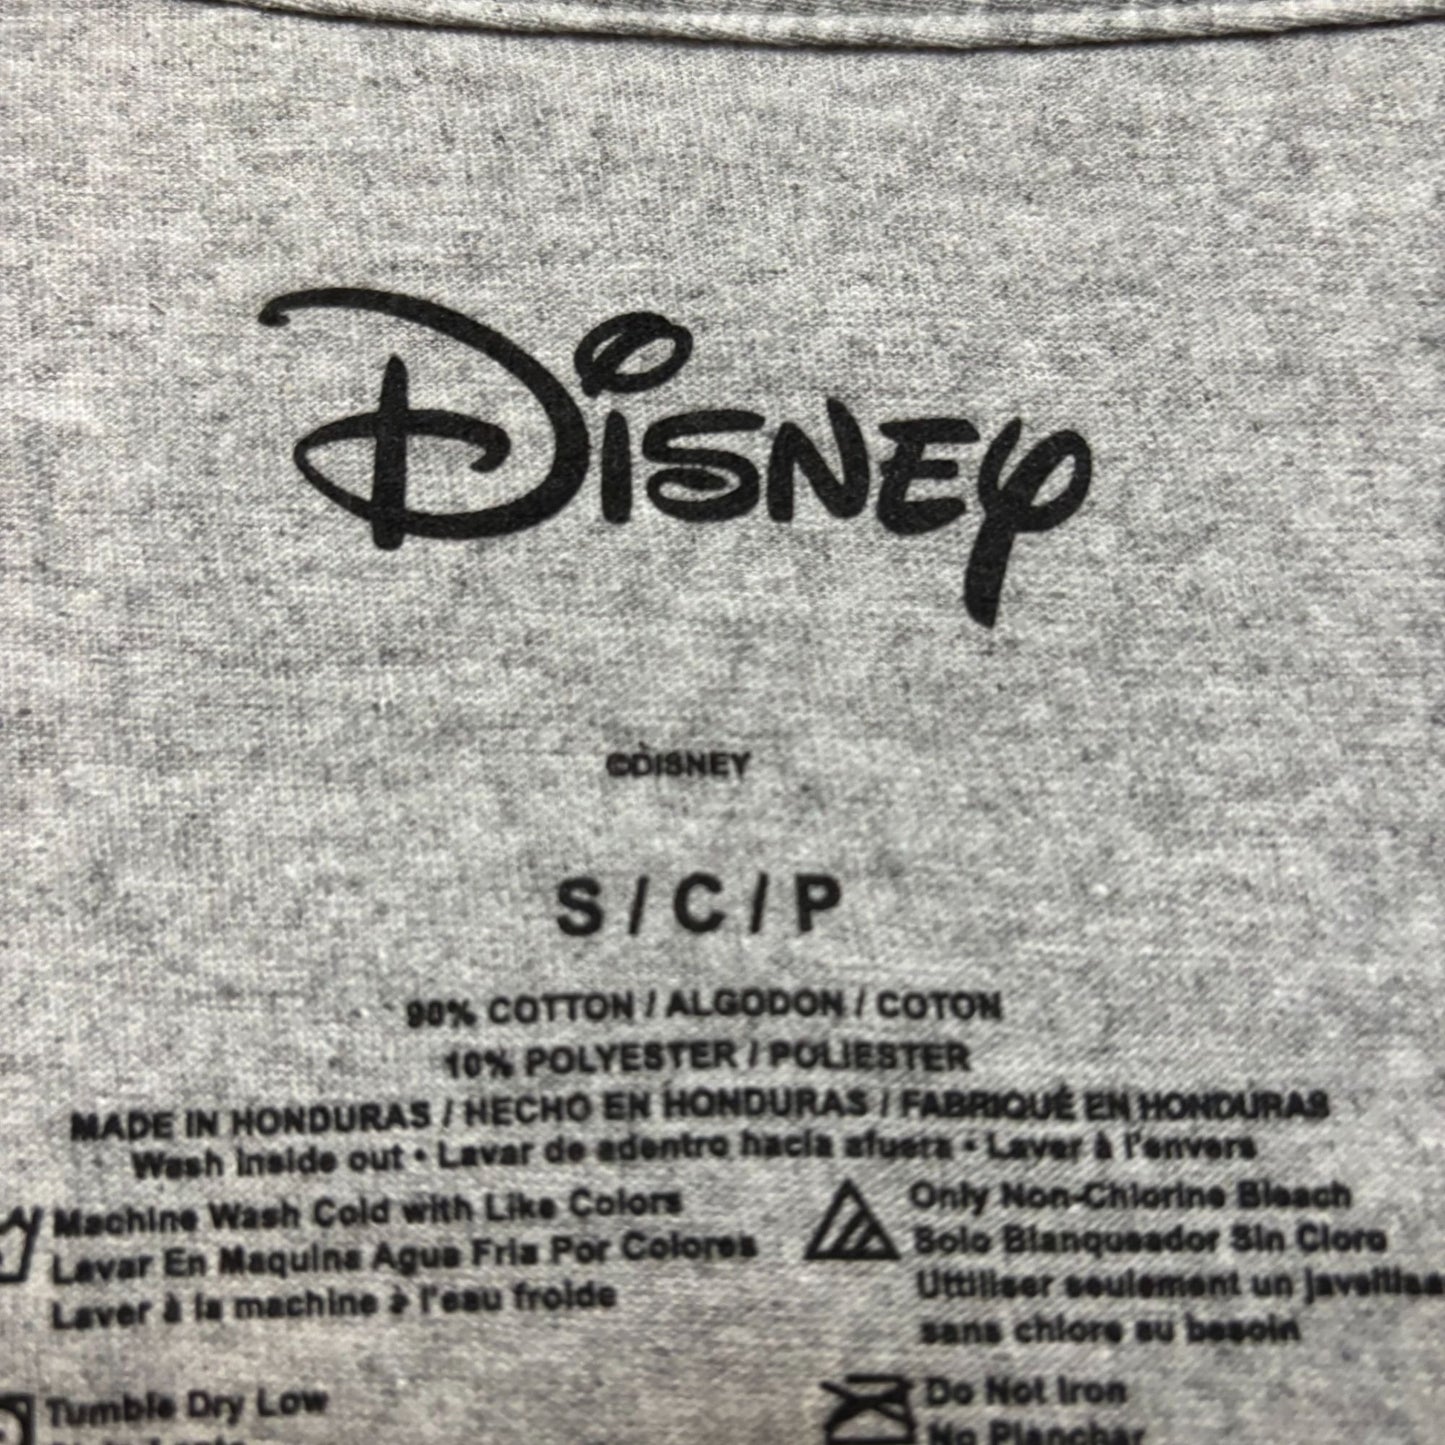 Disney
©DISNEY
S / C / P
90% COTTON / ALGODON / COTON
10% POLYESTER / POLIESTER
MADE IN HONDURAS / HECHO EN HONDURAS / FABRIQUÉ EN HONDURAS
Wash Inside out • Lavar de adentro hacia afuera • Laver à l'envers
Machine Wash Cold with Like Colors
Lavar En Maquina Agua Fria Por Colores
Laver à la machine à l'eau froide
Only Non-Chlorine Bleach
Solo Blanqueador Sin Cloro
seulement un
sans chlore au besoin
Tumble Dry Low
Do Not Iron
No Planchar